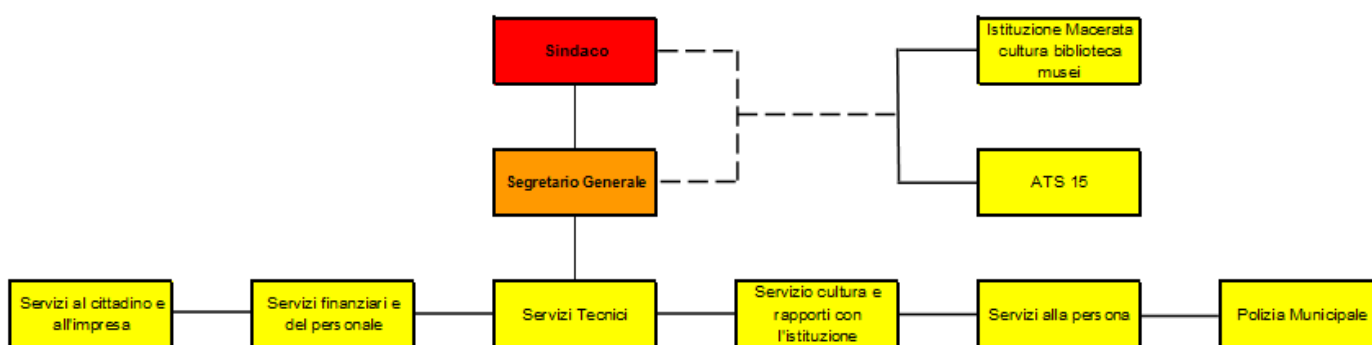 Sindaco
Istituzione Macerata
cultura biblioteca
musei
Segretario Generale
ATS 15
Servizi al cittadino e
all'impresa
Servizi finanziari e
del personale
Servizi Tecnici
Servizio cultura e
rapporti con
l'istituzione
Servizi alla persona
Polizia Municipale